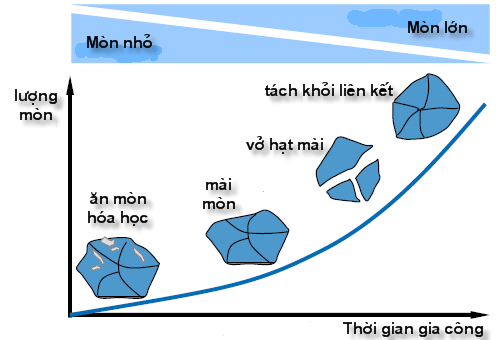 Mòn nhỏ
Mòn lớn
lượng
mòn
tách khỏi liên kết
vở hạt mài
mài
mòn
ăn mòn
hóa học
Thời gian gia công